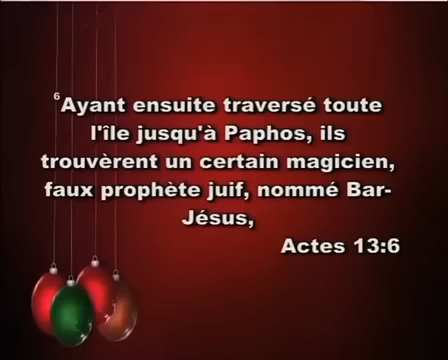 ⁶Ayant ensuite traversé toute
l'île jusqu'à Paphos, ils
trouvèrent un certain magicien,
faux prophète juif, nommé Bar-
Jésus,
Actes 13:6